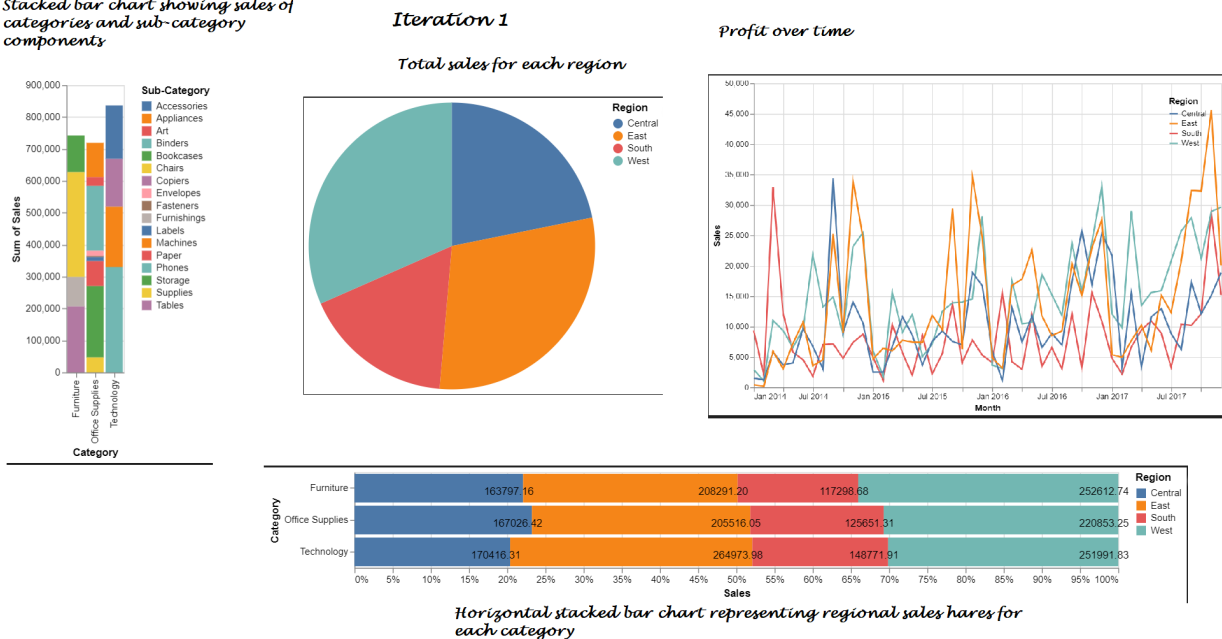 Stacked bar chart showing sales of
categories and sub-category
components
Iteration 1
Total sales for each region
Profit over time
900,000
800,000
700,000
600,000
500,000
400,000
300,000
200,000
100,000
0
Sum of Sales
Furniture
Office Supplies
Technology
Category
Sub-Category
Accessories
Appliances
Art
Binders
Bookcases
Chairs
Copiers
Envelopes
Fasteners
Furnishings
Labels
Machines
Paper
Phones
Storage
Supplies
Tables
Region
Central
East
South
West
50,000
45,000
40,000
35,000
30,000
25,000
20,000
15,000
10,000
5,000
0
Sales
Jan 2014 Jul 2014 Jan 2015 Jul 2015 Jan 2016 Jul 2016 Jan 2017 Jul 2017
Month
Region
Central
East
South
West
Category
Furniture 163797.16 208291.20 117298.68 252612.74
Office Supplies 167026.42 205516.05 125651.31 220853.25
Technology 170416.31 264973.98 148771.91 251991.83
0% 5% 10% 15% 20% 25% 30% 35% 40% 45% 50% 55% 60% 65% 70% 75% 80% 85% 90% 95% 100%
Sales
Region
Central
East
South
West
Horizontal stacked bar chart representing regional sales hares for
each category